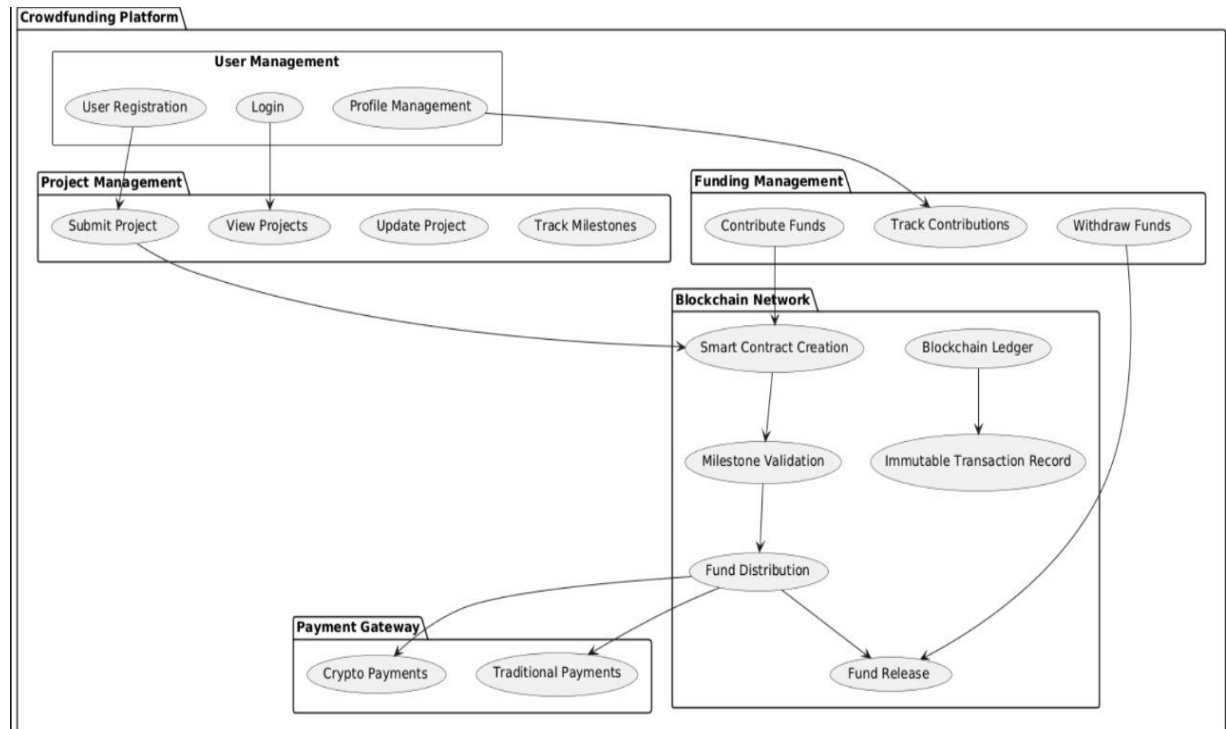 Crowdfunding Platform
User Management
User Registration
Login
Profile Management
Project Management
Submit Project
View Projects
Update Project
Track Milestones
Funding Management
Contribute Funds
Track Contributions
Withdraw Funds
Blockchain Network
Smart Contract Creation
Blockchain Ledger
Milestone Validation
Immutable Transaction Record
Fund Distribution
Payment Gateway
Crypto Payments
Traditional Payments
Fund Release